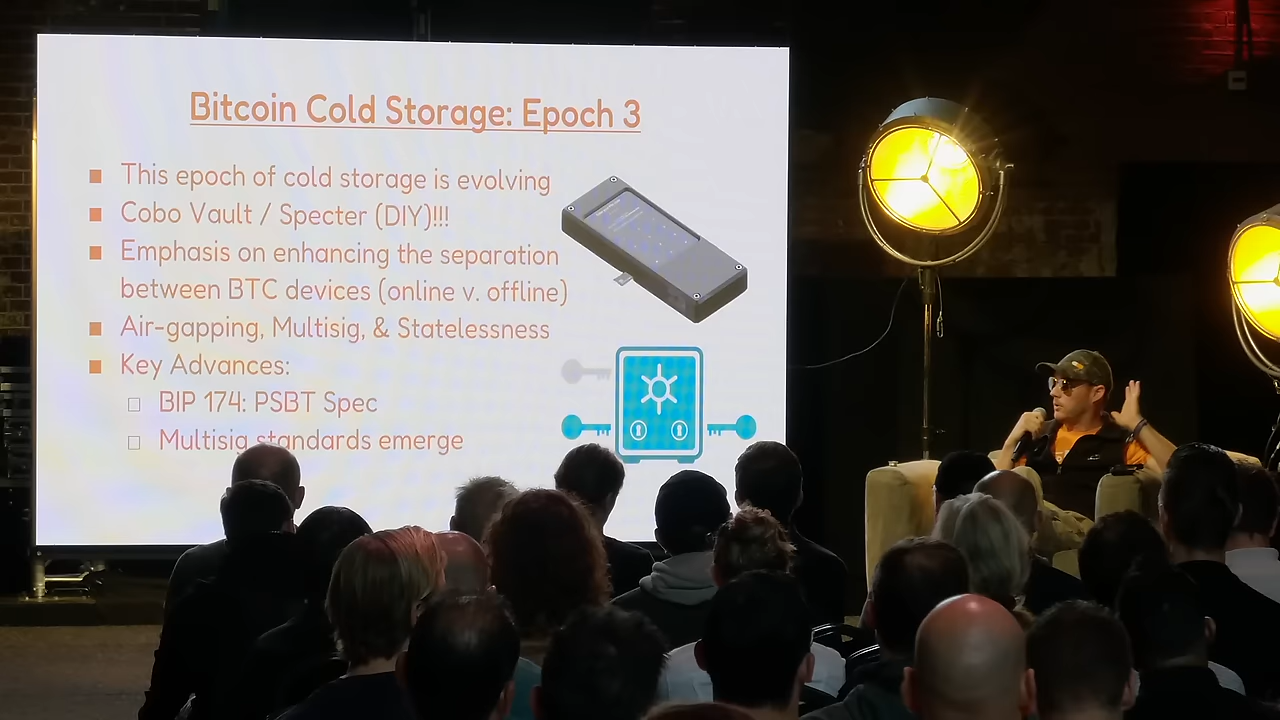 Bitcoin Cold Storage: Epoch 3
This epoch of cold storage is evolving
Cobo Vault / Specter (DIY)!!!
Emphasis on enhancing the separation
between BTC devices (online v. offline)
Air-gapping, Multisig, & Statelessness
Key Advances:
BIP 174: PSBT Spec
Multisig standards emerge